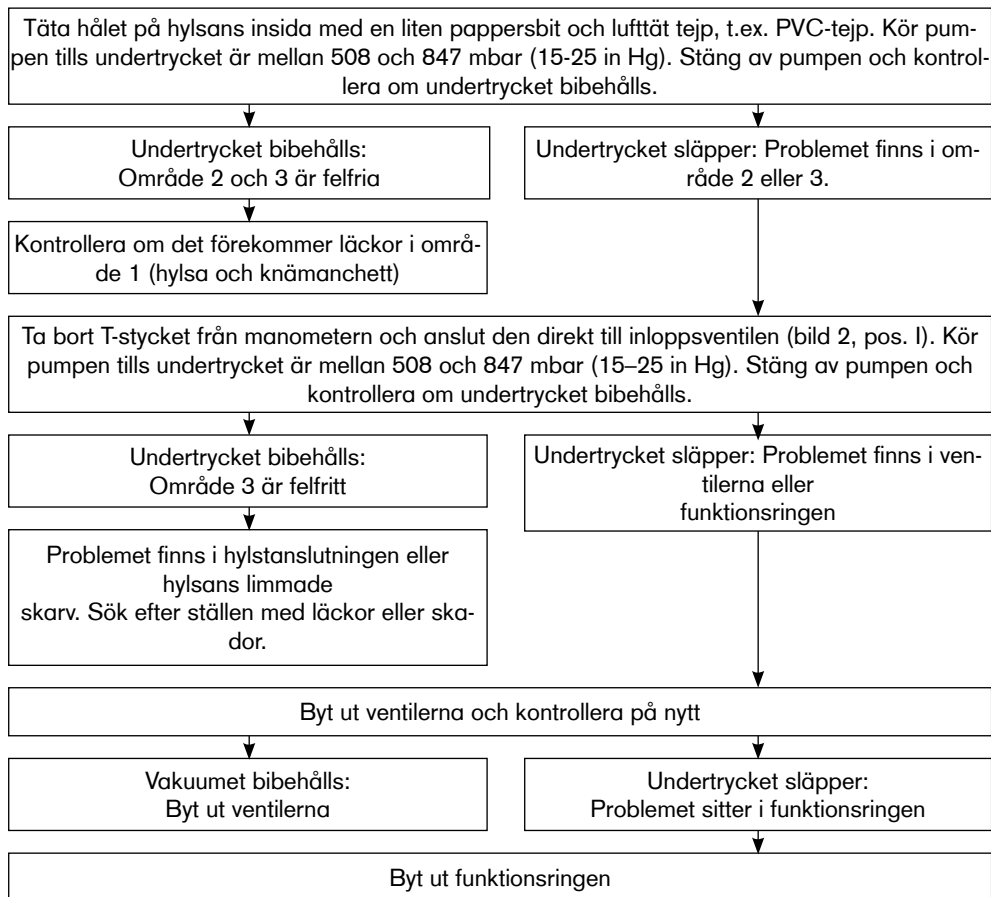 Täta hålet på hylsans insida med en liten pappersbit och lufttät tejp, t.ex. PVC-tejp. Kör pum-
pen tills undertrycket är mellan 508 och 847 mbar (15-25 in Hg). Stäng av pumpen och kontrol-
lera om undertrycket bibehålls.
Undertrycket bibehålls:
Område 2 och 3 är felfria
Undertrycket släpper: Problemet finns i om-
råde 2 eller 3.
Kontrollera om det förekommer läckor i områ-
de 1 (hylsa och knämanchett)
Ta bort T-stycket från manometern och anslut den direkt till inloppsventilen (bild 2, pos. I). Kör
pumpen tills undertrycket är mellan 508 och 847 mbar (15–25 in Hg). Stäng av pumpen och
kontrollera om undertrycket bibehålls.
Undertrycket bibehålls:
Område 3 är felfritt
Undertrycket släpper: Problemet finns i ven-
tilerna eller
funktionsringen
Problemet finns i hylstanslutningen eller
hylsans limmade
skarv. Sök efter ställen med läckor eller ska-
dor.
Byt ut ventilerna och kontrollera på nytt
Vakuumet bibehålls:
Byt ut ventilerna
Undertrycket släpper:
Problemet sitter i funktionsringen
Byt ut funktionsringen